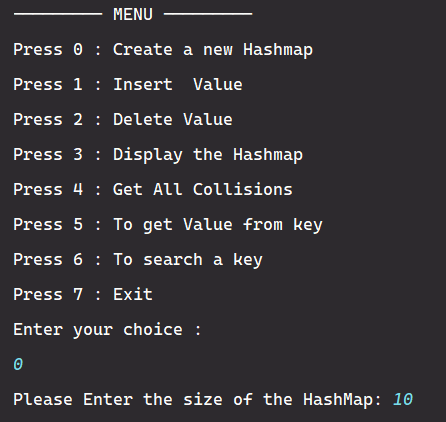 --------- MENU ---------
Press 0 : Create a new Hashmap
Press 1 : Insert  Value
Press 2 : Delete Value
Press 3 : Display the Hashmap
Press 4 : Get All Collisions
Press 5 : To get Value from key
Press 6 : To search a key
Press 7 : Exit
Enter your choice :
0
Please Enter the size of the HashMap: 10